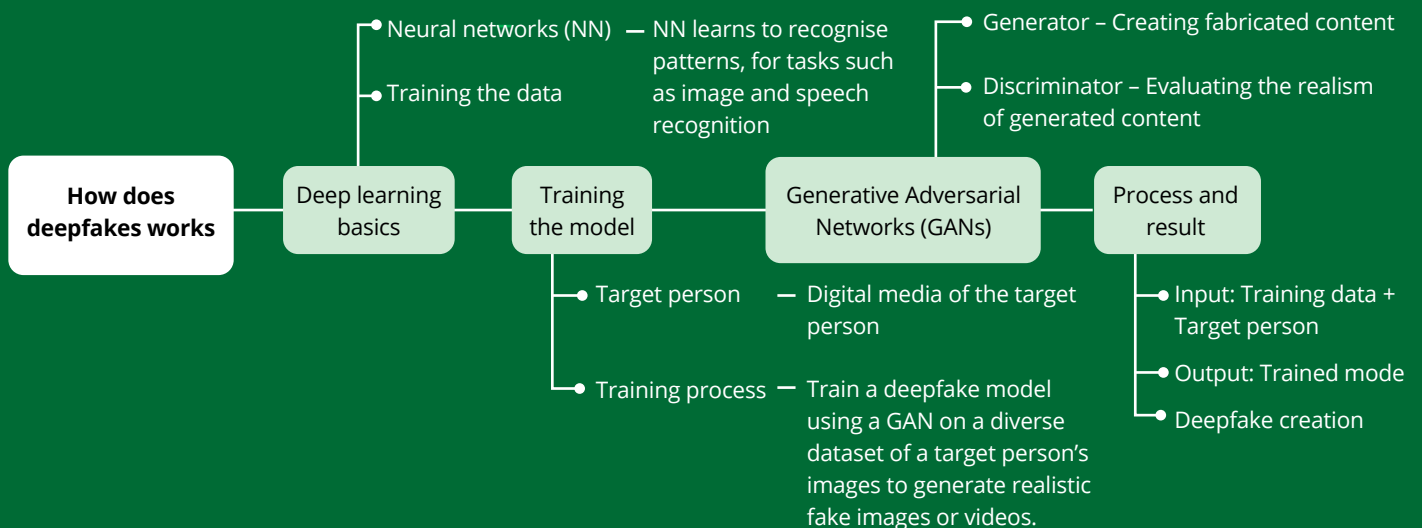 How does
deepfakes works
Deep learning
basics
Neural networks (NN)
— NN learns to recognise
patterns, for tasks such
as image and speech
recognition
Training the data
Training
the model
Target person
— Digital media of the target
person
Training process
— Train a deepfake model
using a GAN on a diverse
dataset of a target person’s
images to generate realistic
fake images or videos.
Generative Adversarial
Networks (GANs)
Generator – Creating fabricated content
Discriminator – Evaluating the realism
of generated content
Process and
result
Input: Training data +
Target person
Output: Trained mode
Deepfake creation